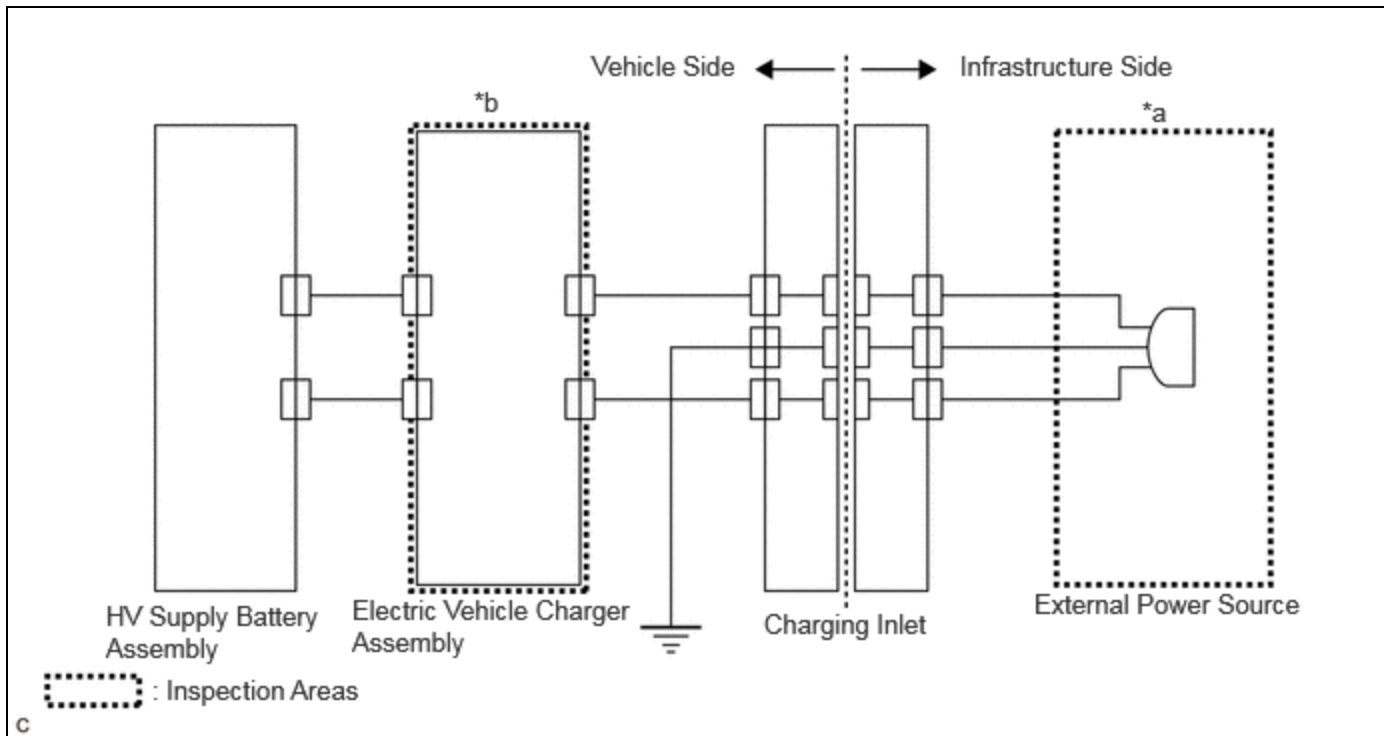 Vehicle Side
Infrastructure Side
*b
*a
HV Supply Battery
Assembly
Electric Vehicle Charger
Assembly
Charging Inlet
External Power Source
: Inspection Areas
c